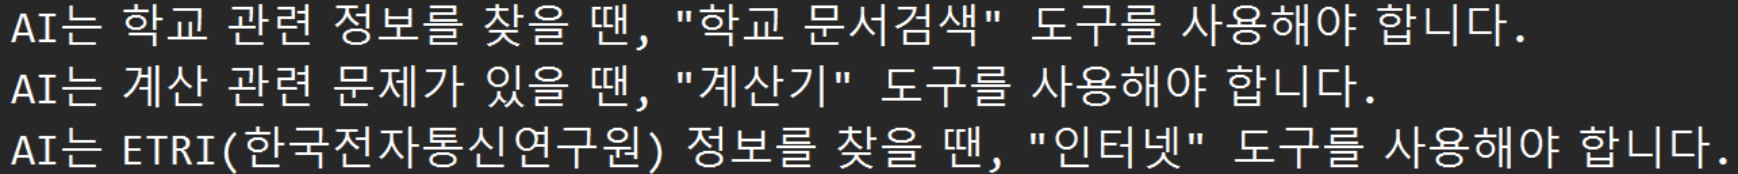 AI는 학교 관련 정보를 찾을 땐, "학교 문서검색" 도구를 사용해야 합니다.
AI는 계산 관련 문제가 있을 땐, "계산기" 도구를 사용해야 합니다.
AI는 ETRI(한국전자통신연구원) 정보를 찾을 땐, "인터넷" 도구를 사용해야 합니다.